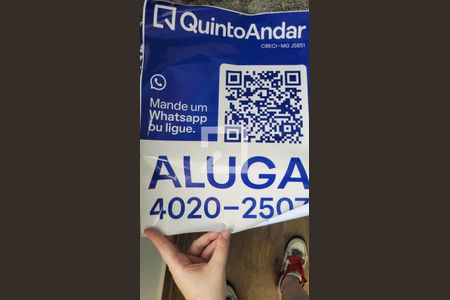 QuintoAndar
CRECI-MG J5851
Mande um
Whatsapp
ou ligue.
ALUGA
4020-2507